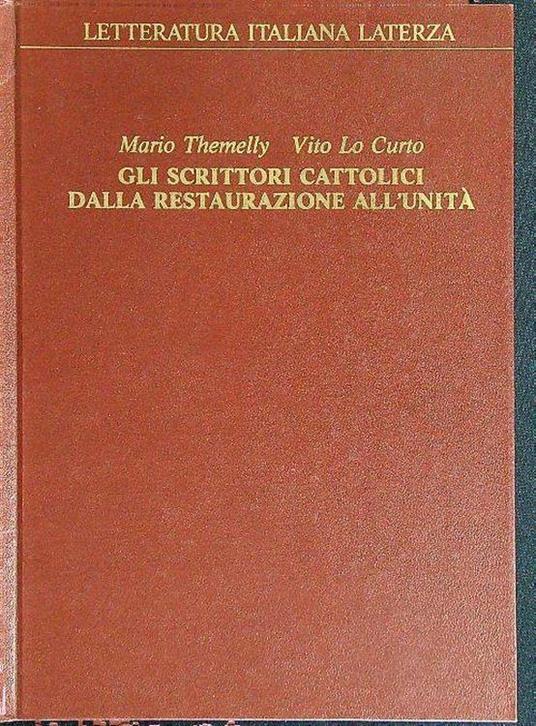 LETTERATURA ITALIANA LATERZA
Mario Themelly Vito Lo Curto
GLI SCRITTORI CATTOLICI
DALLA RESTAURAZIONE ALL'UNITÀ